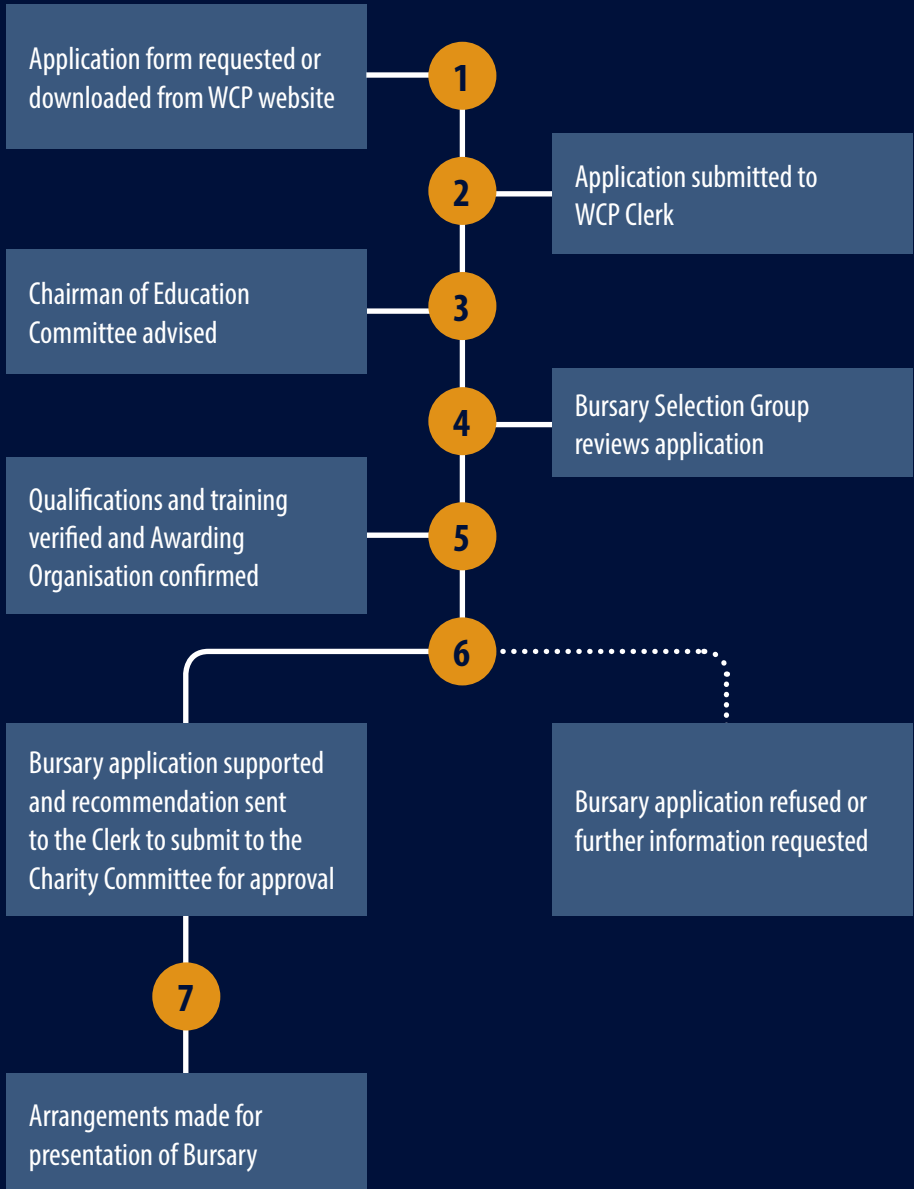 Application form requested or
downloaded from WCP website
1
2
Application submitted to
WCP Clerk
Chairman of Education
Committee advised
3
4
Bursary Selection Group
reviews application
Qualifications and training
verified and Awarding
Organisation confirmed
5
6
Bursary application supported
and recommendation sent
to the Clerk to submit to the
Charity Committee for approval
Bursary application refused or
further information requested
7
Arrangements made for
presentation of Bursary